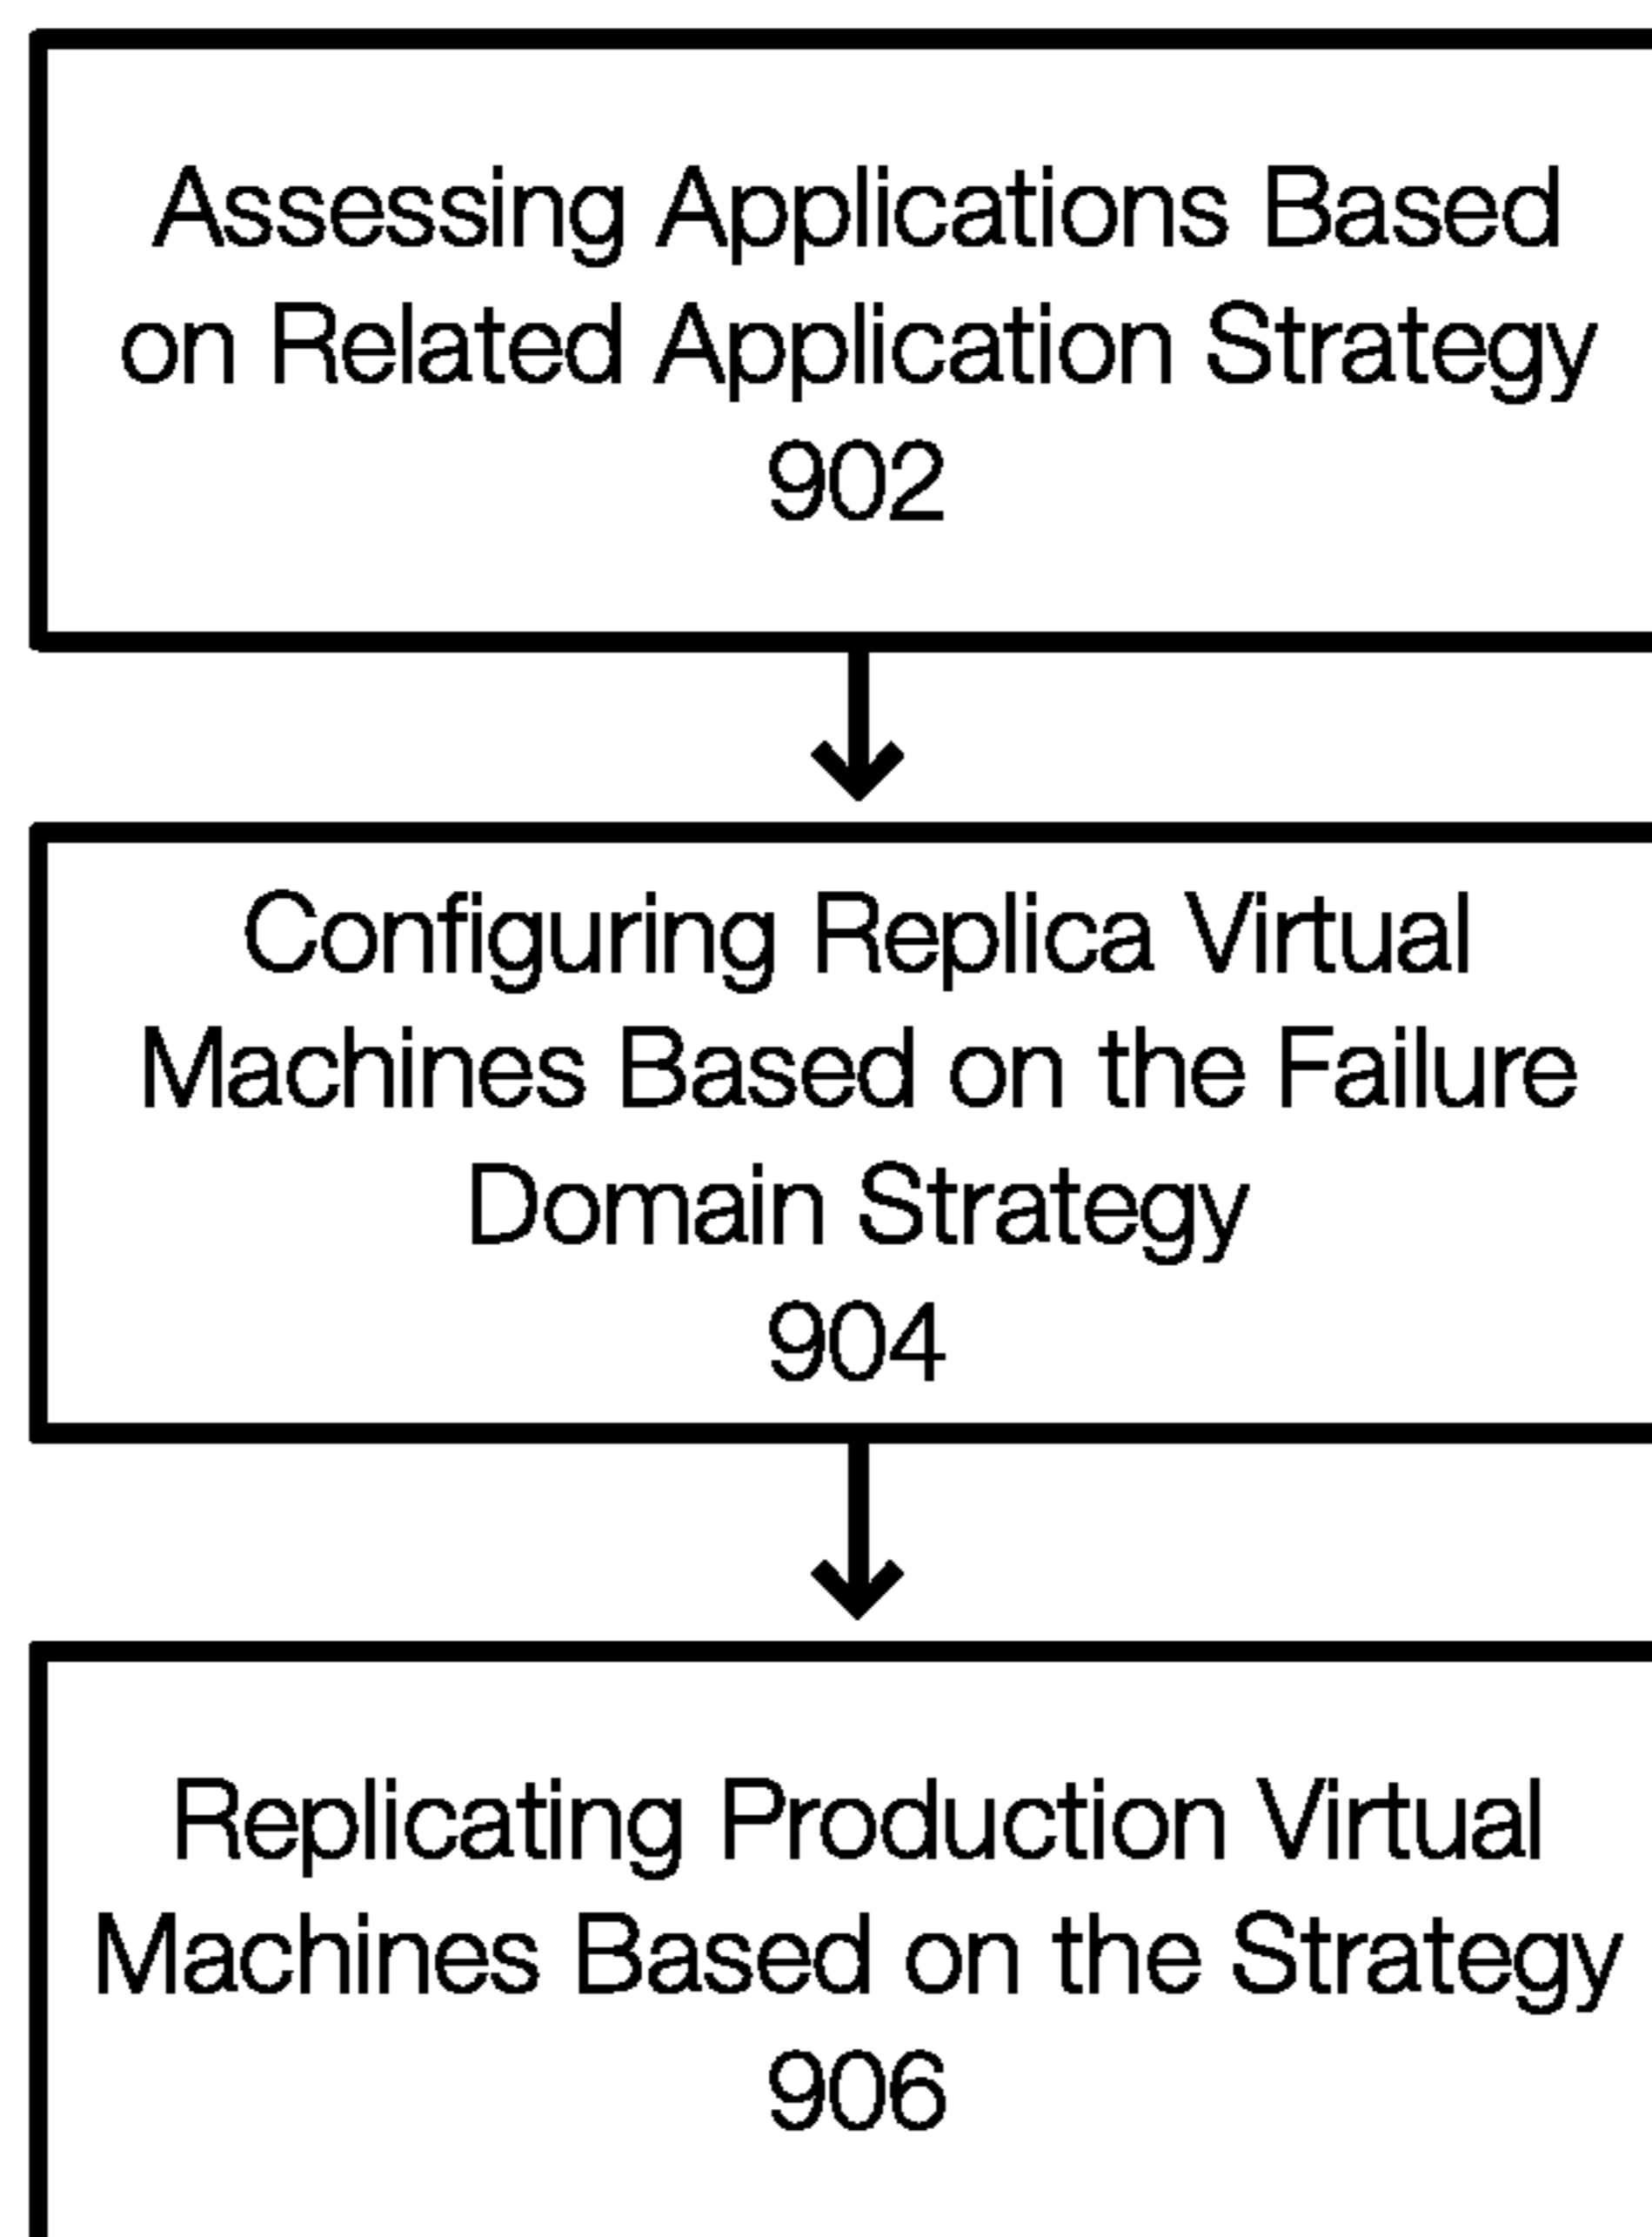 Assessing Applications Based
on Related Application Strategy
902
Configuring Replica Virtual
Machines Based on the Failure
Domain Strategy
904
Replicating Production Virtual
Machines Based on the Strategy
906